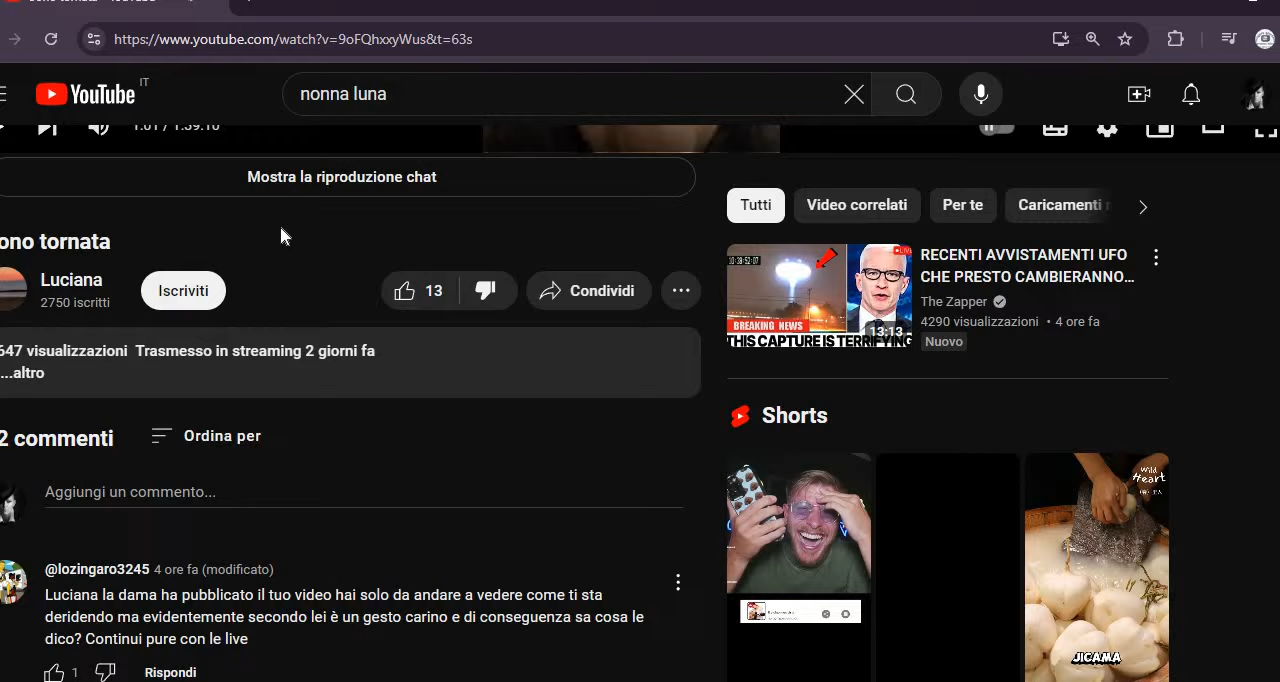 https://www.youtube.com/watch?v=9oFQhxxyWus&t=63s
YouTube IT
nonna luna
Mostra la riproduzione chat
ono tornata
Luciana
2750 iscritti
Iscriviti
13
Condividi
647 visualizzazioni Trasmesso in streaming 2 giorni fa
...altro
2 commenti
Ordina per
Aggiungi un commento...
@lozingaro3245 4 ore fa (modificato)
Luciana la dama ha pubblicato il tuo video hai solo da andare a vedere come ti sta
deridendo ma evidentemente secondo lei è un gesto carino e di conseguenza sa cosa le
dico? Continui pure con le live
1
Rispondi
Tutti
Video correlati
Per te
Caricamenti
LIVE
BREAKING NEWS
13:13
THIS CAPTURE IS TERRIFYING
RECENTI AVVISTAMENTI UFO
CHE PRESTO CAMBIERANNO...
The Zapper
4290 visualizzazioni • 4 ore fa
Nuovo
Shorts
Wild
Heart
JICAMA